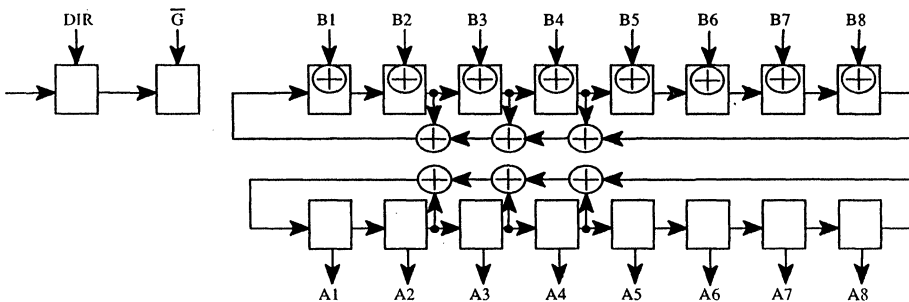 DIR G̅ B1 B2 B3 B4 B5 B6 B7 B8
A1 A2 A3 A4 A5 A6 A7 A8